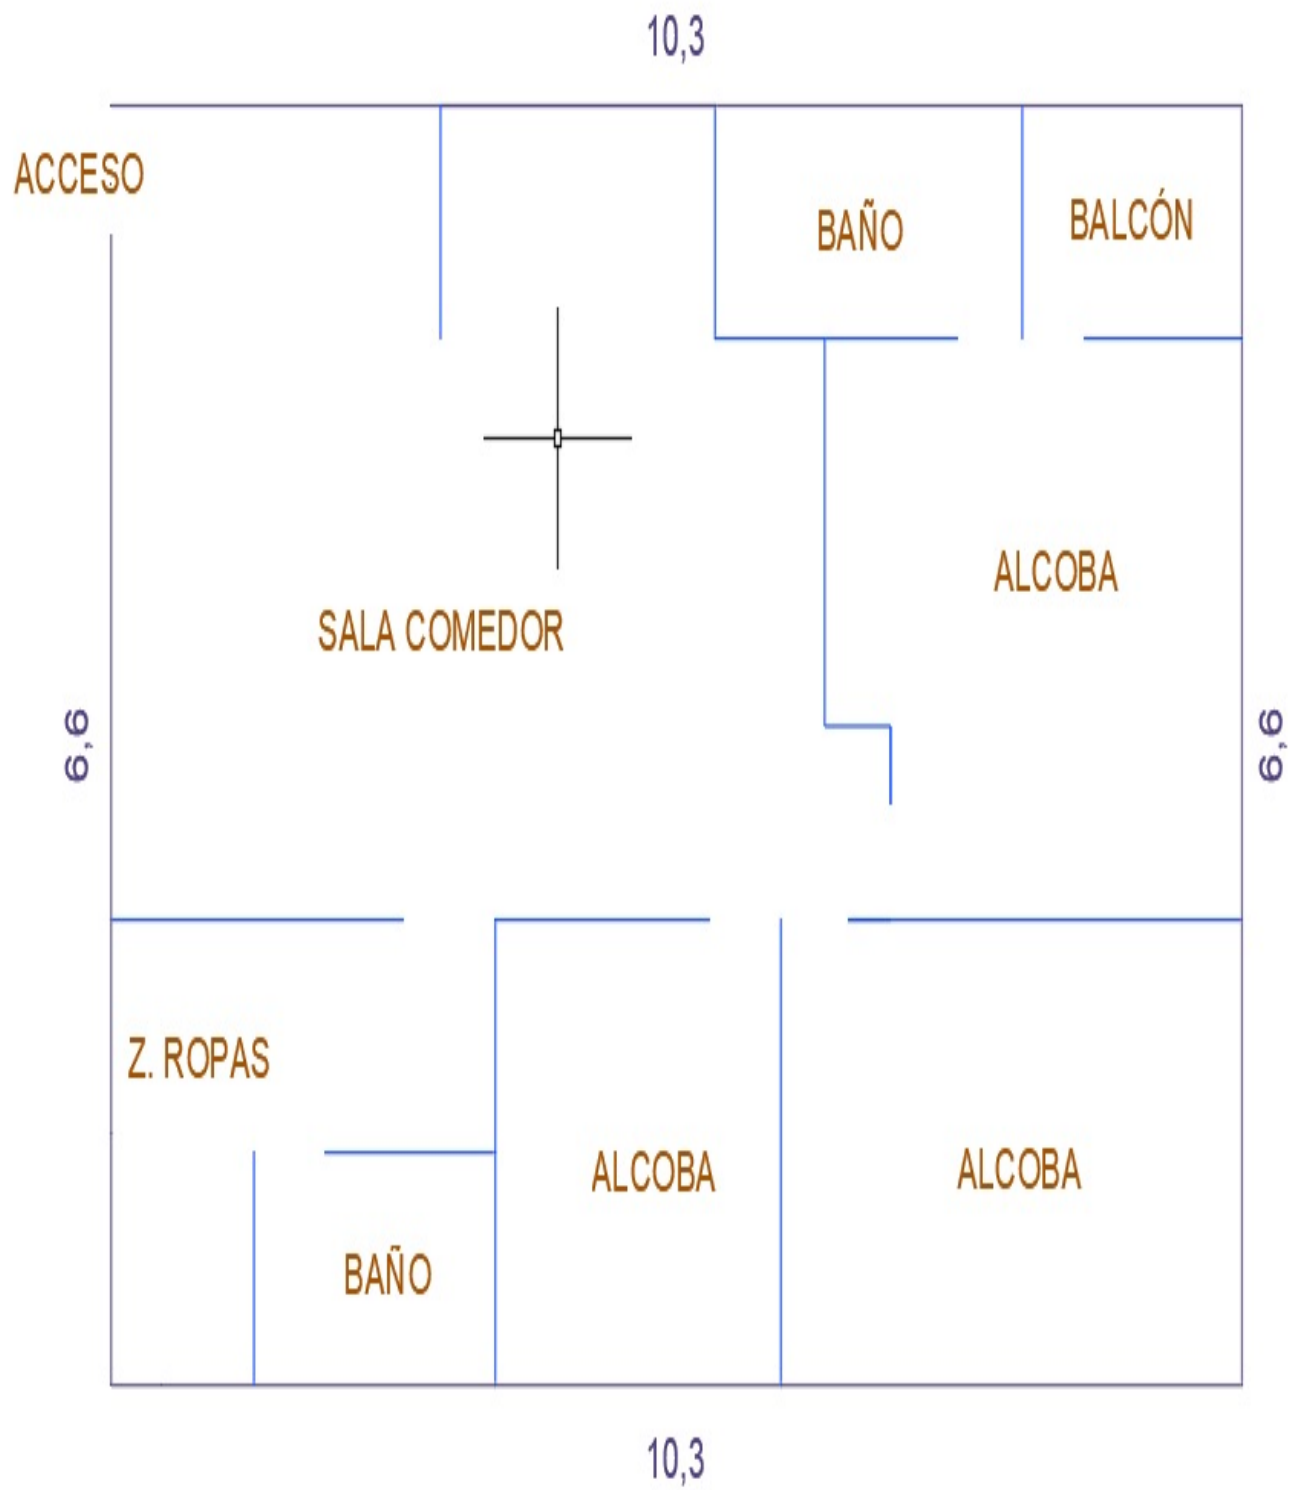 10,3
ACCESO
BAÑO
BALCÓN
ALCOBA
SALA COMEDOR
6,6
6,6
Z. ROPAS
ALCOBA
ALCOBA
BAÑO
10,3